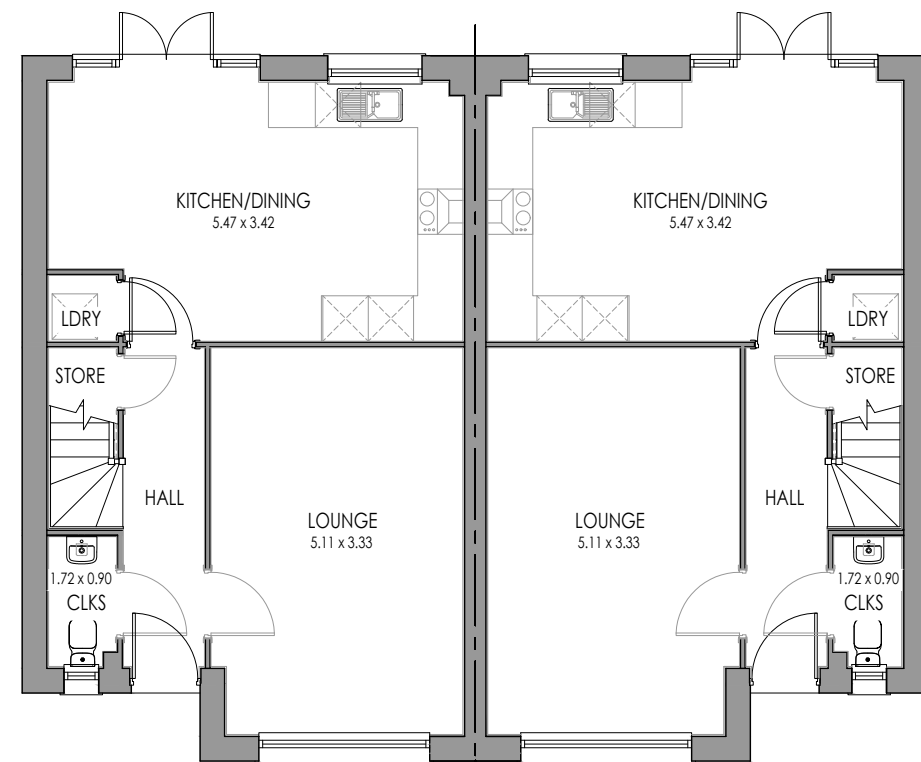 KITCHEN/DINING
5.47 x 3.42
KITCHEN/DINING
5.47 x 3.42
LDRY
LDRY
STORE
STORE
HALL
HALL
LOUNGE
5.11 x 3.33
LOUNGE
5.11 x 3.33
1.72 x 0.90
CLKS
1.72 x 0.90
CLKS